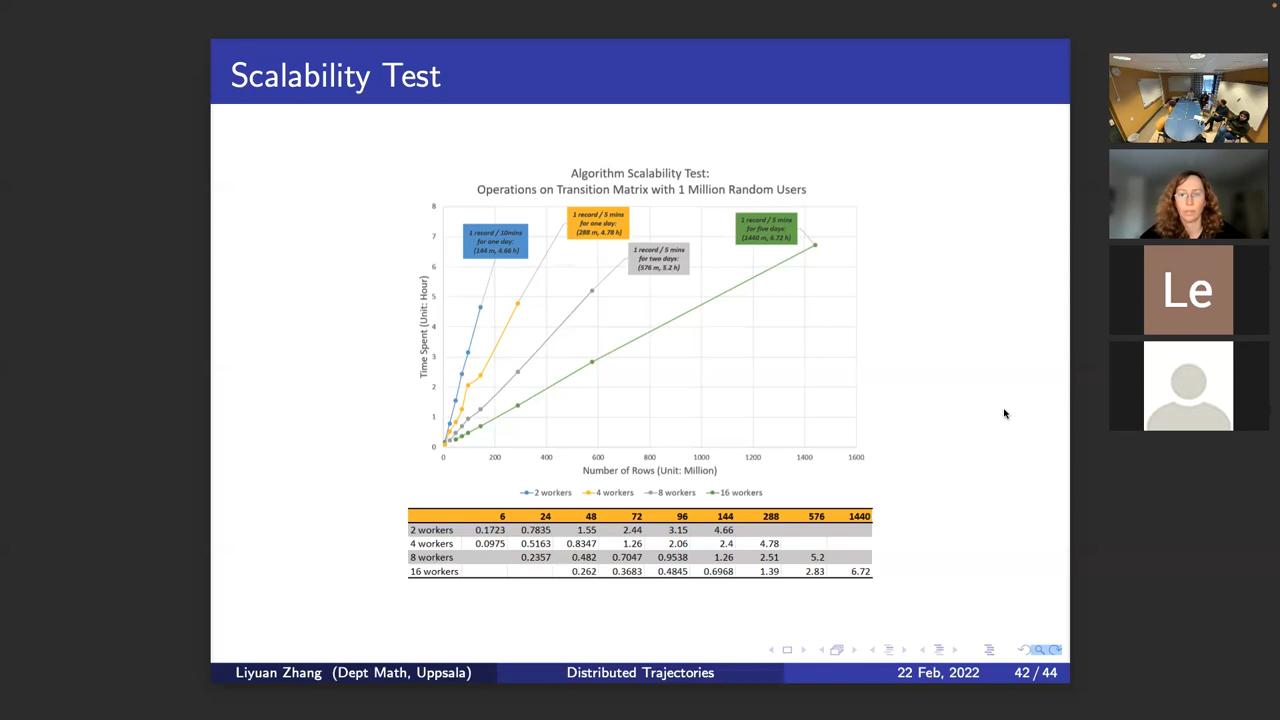 Scalability Test
Algorithm Scalability Test:
Operations on Transition Matrix with 1 Million Random Users
1 record / 10mins
for one day:
(144 m, 4.66 h)
1 record / 5 mins
for one day:
(288 m, 4.78 h)
1 record / 5 mins
for two days:
(576 m, 5.2 h)
1 record / 5 mins
for five days:
(1440 m, 6.72 h)
Time Spent (Unit: Hour)
8
7
6
5
4
3
2
1
0
0 200 400 600 800 1000 1200 1400 1600
Number of Rows (Unit: Million)
2 workers 4 workers 8 workers 16 workers
6 24 48 72 96 144 288 576 1440
2 workers 0.1723 0.7835 1.55 2.44 3.15 4.66
4 workers 0.0975 0.5163 0.8347 1.26 2.06 2.4 4.78
8 workers 0.2357 0.482 0.7047 0.9538 1.26 2.51 5.2
16 workers 0.262 0.3683 0.4845 0.6968 1.39 2.83 6.72
Liyuan Zhang (Dept Math, Uppsala) Distributed Trajectories 22 Feb, 2022 42 / 44
Le